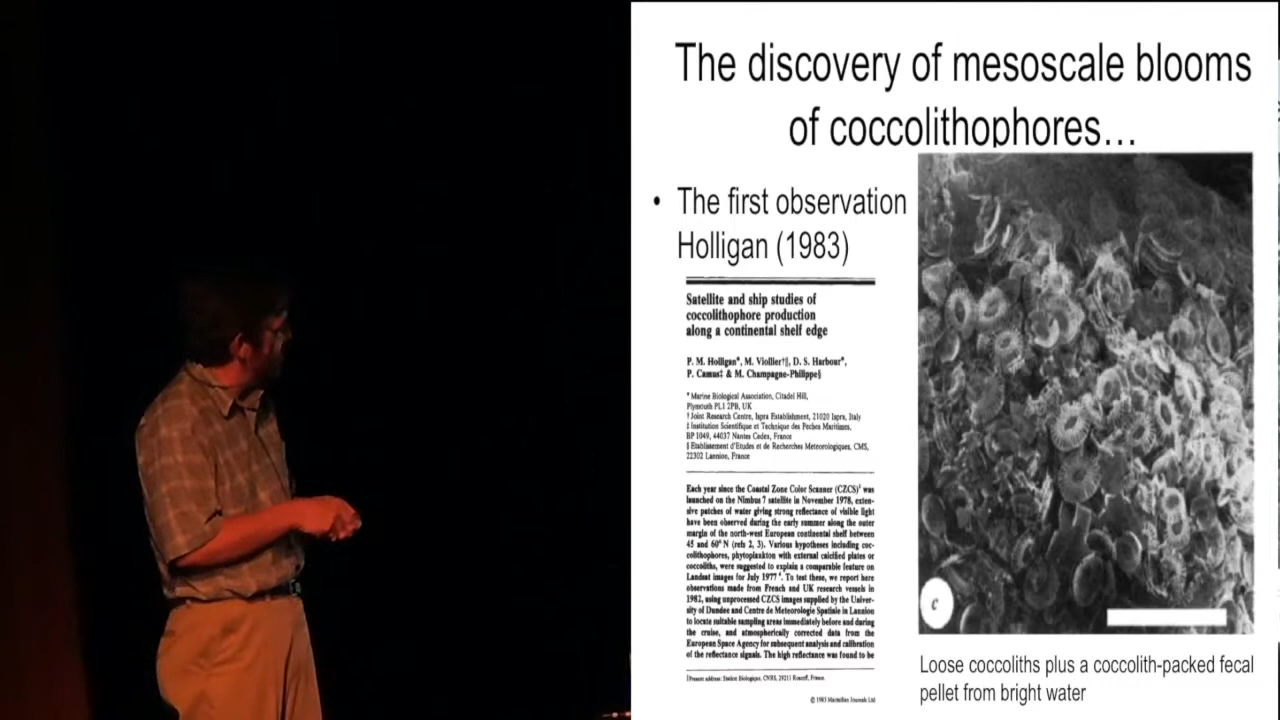 The discovery of mesoscale blooms
of coccolithophores…
• The first observation
Holligan (1983)
Satellite and ship studies of
coccolithophore production
along a continental shelf edge
P. M. Holligan*, M. Viollier†‖, D. S. Harbour*,
P. Camus‡ & M. Champagne-Philippe§
* Marine Biological Association, Citadel Hill,
Plymouth PL1 2PB, UK
† Joint Research Centre, Ispra Establishment, 21020 Ispra, Italy
‡ Institution Scientifique et Technique des Peches Maritimes,
BP 1049, 44037 Nantes Cedex, France
§ Etablissement d'Etudes et de Recherches Meteorologiques, CMS,
22302 Lannion, France
Each year since the Coastal Zone Color Scanner (CZCS)¹ was
launched on the Nimbus 7 satellite in November 1978, exten-
sive patches of water giving strong reflectance of visible light
have been observed during the early summer along the outer
margin of the north-west European continental shelf between
45 and 60° N (refs 2, 3). Various hypotheses including coc-
colithophores, phytoplankton with external calcified plates or
coccoliths, were suggested to explain a comparable feature on
Landsat images for July 1977⁴. To test these, we report here
observations made from French and UK research vessels in
1982, using unprocessed CZCS images supplied by the Univer-
sity of Dundee and Centre de Meteorologie Spatiale in Lannion
to locate suitable sampling areas immediately before and during
the cruise, and atmospherically corrected data from the
European Space Agency for subsequent analysis and calibration
of the reflectance signals. The high reflectance was found to be
‖ Present address: Station Biologique, CNRS, 29211 Roscoff, France.
© 1983 Macmillan Journals Ltd
c
Loose coccoliths plus a coccolith-packed fecal
pellet from bright water